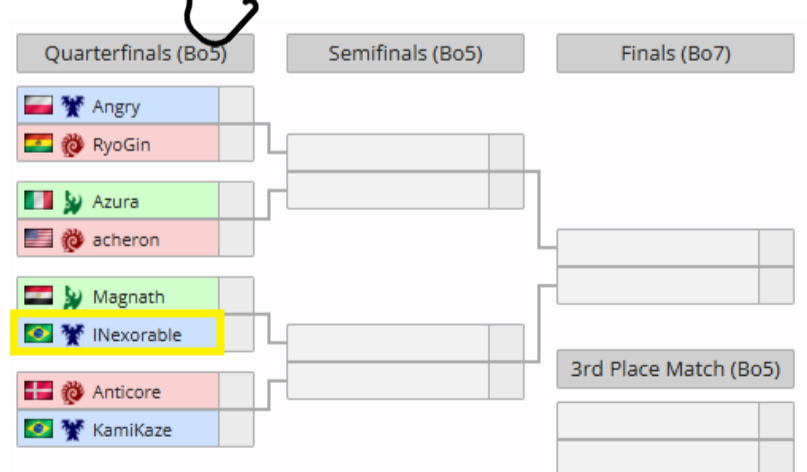 Quarterfinals (Bo5)
Semifinals (Bo5)
Finals (Bo7)
Angry
RyoGin
Azura
acheron
Magnath
INexorable
Anticore
KamiKaze
3rd Place Match (Bo5)